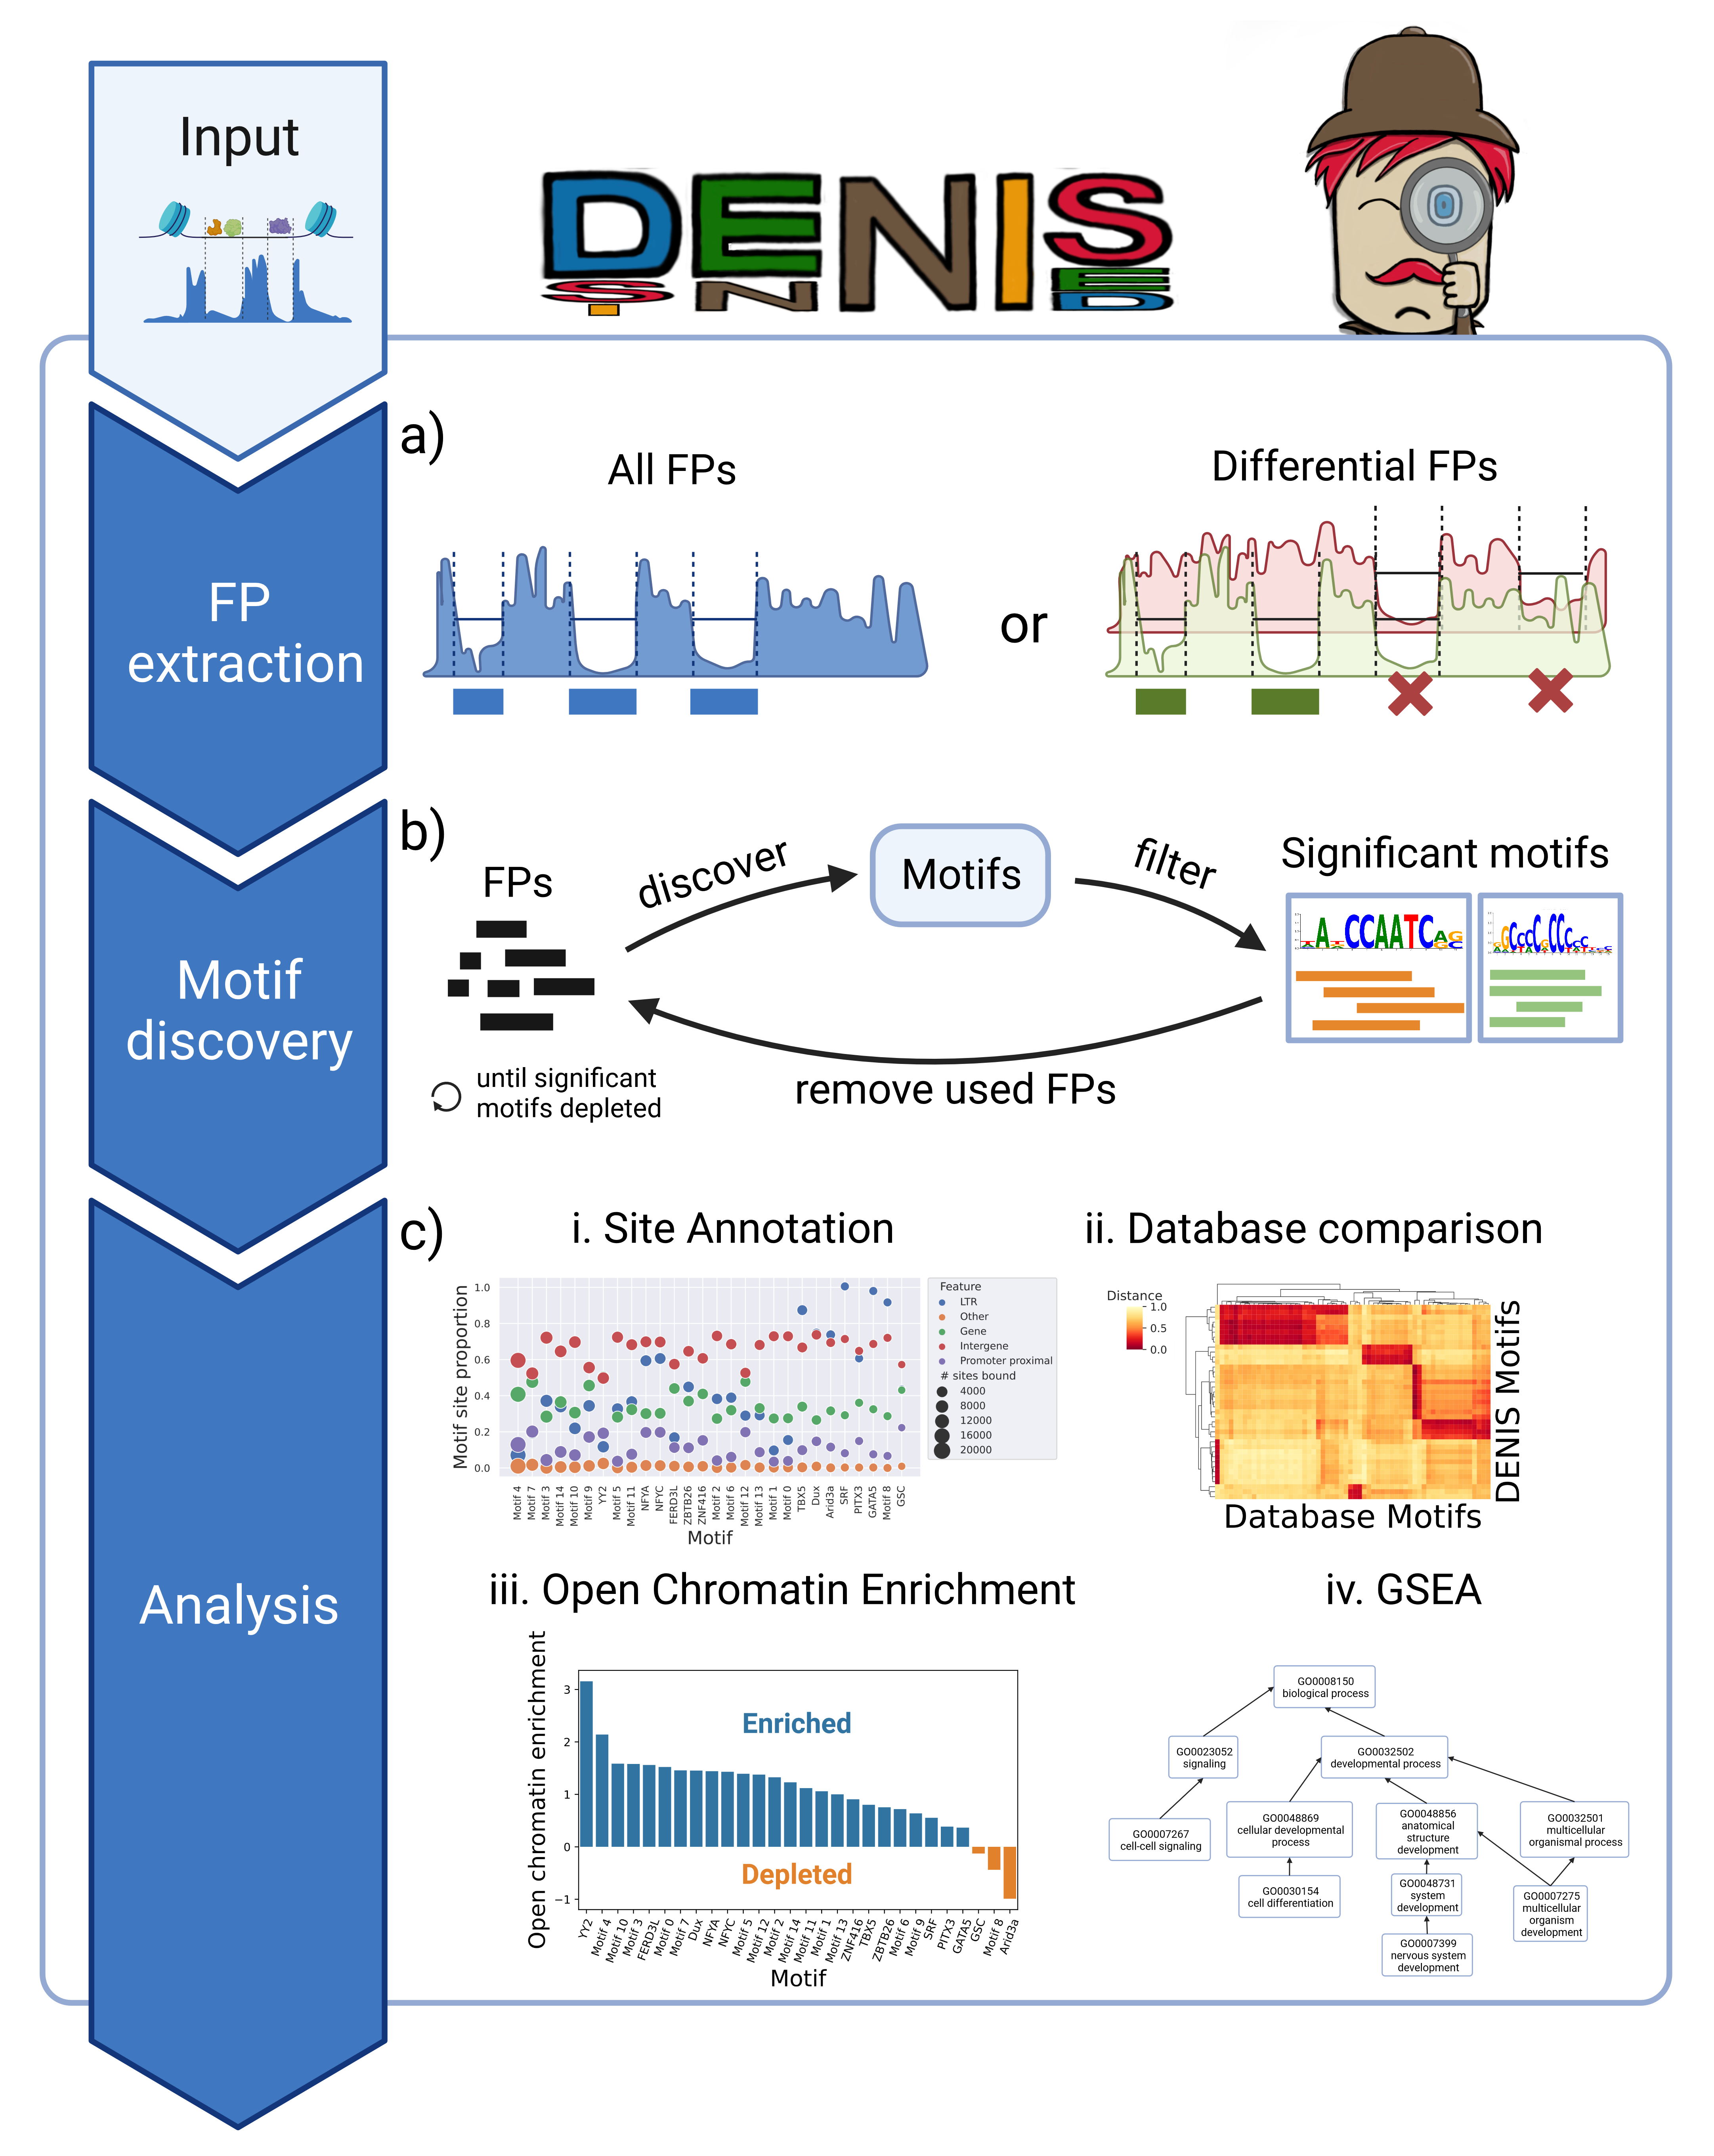 Input
DENIS
a)
All FPs
Differential FPs
FP
extraction
or
b)
FPs
discover
Motifs
filter
Significant motifs
Motif
discovery
until significant
motifs depleted
remove used FPs
c)
i. Site Annotation
ii. Database comparison
Motif site proportion
1.0
0.8
0.6
0.4
0.2
0.0
Feature
LTR
Other
Gene
Intergene
Promoter proximal
# sites bound
4000
8000
12000
16000
20000
Motif 4
Motif 7
Motif 3
Motif 14
Motif 10
Motif 9
YY2
Motif 5
Motif 11
NFYA
NFYC
FERD3L
ZBTB26
ZNF416
Motif 2
Motif 6
Motif 12
Motif 13
Motif 1
Motif 0
TBX5
Dux
Arid3a
SRF
PITX3
GATA5
Motif 8
GSC
Motif
Distance
1.0
0.5
0.0
DENIS Motifs
Database Motifs
Analysis
iii. Open Chromatin Enrichment
iv. GSEA
Open chromatin enrichment
3
2
1
0
−1
Enriched
Depleted
YY2
Motif 4
Motif 10
Motif 3
FERD3L
Motif 0
Motif 7
Dux
NFYA
NFYC
Motif 5
Motif 12
Motif 2
Motif 14
Motif 11
Motif 1
Motif 13
ZNF416
TBX5
ZBTB26
Motif 6
Motif 9
SRF
PITX3
GATA5
GSC
Motif 8
Arid3a
Motif
GO0008150
biological process
GO0023052
signaling
GO0032502
developmental process
GO0007267
cell-cell signaling
GO0048869
cellular developmental
process
GO0048856
anatomical
structure
development
GO0032501
multicellular
organismal process
GO0030154
cell differentiation
GO0048731
system
development
GO0007275
multicellular
organism
development
GO0007399
nervous system
development